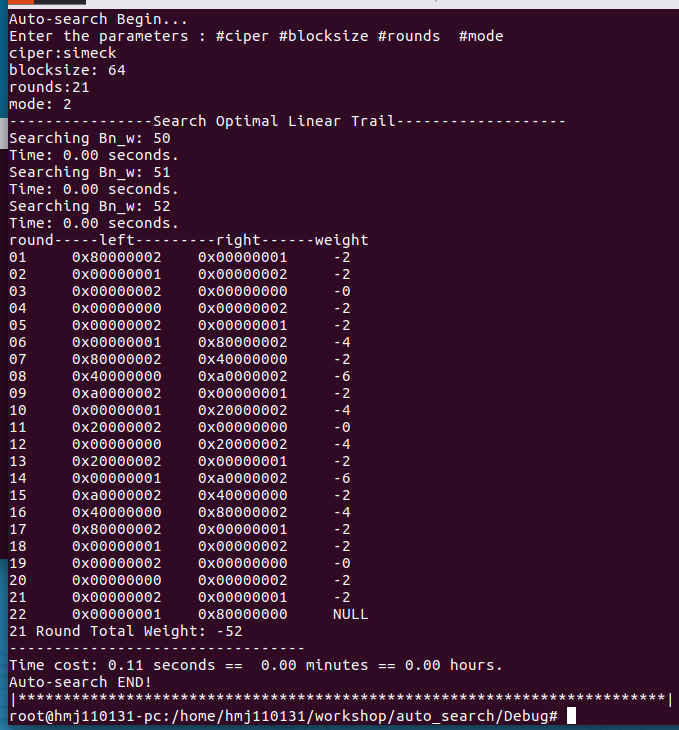 Auto-search Begin...
Enter the parameters : #ciper #blocksize #rounds  #mode
ciper:simeck
blocksize: 64
rounds:21
mode: 2
----------------Search Optimal Linear Trail-------------------
Searching Bn_w: 50
Time: 0.00 seconds.
Searching Bn_w: 51
Time: 0.00 seconds.
Searching Bn_w: 52
Time: 0.00 seconds.
round-----left---------right------weight
01     0x80000002    0x00000001    -2
02     0x00000001    0x00000002    -2
03     0x00000002    0x00000000    -0
04     0x00000000    0x00000002    -2
05     0x00000002    0x00000001    -2
06     0x00000001    0x80000002    -4
07     0x80000002    0x40000000    -2
08     0x40000000    0xa0000002    -6
09     0xa0000002    0x00000001    -2
10     0x00000001    0x20000002    -4
11     0x20000002    0x00000000    -0
12     0x00000000    0x20000002    -4
13     0x20000002    0x00000001    -2
14     0x00000001    0xa0000002    -6
15     0xa0000002    0x40000000    -2
16     0x40000000    0x80000002    -4
17     0x80000002    0x00000001    -2
18     0x00000001    0x00000002    -2
19     0x00000002    0x00000000    -0
20     0x00000000    0x00000002    -2
21     0x00000002    0x00000001    -2
22     0x00000001    0x80000000    NULL
21 Round Total Weight: -52
---------------------------------
Time cost: 0.11 seconds ==  0.00 minutes == 0.00 hours.
Auto-search END!
|*************************************************************************|
root@hmj110131-pc:/home/hmj110131/workshop/auto_search/Debug#